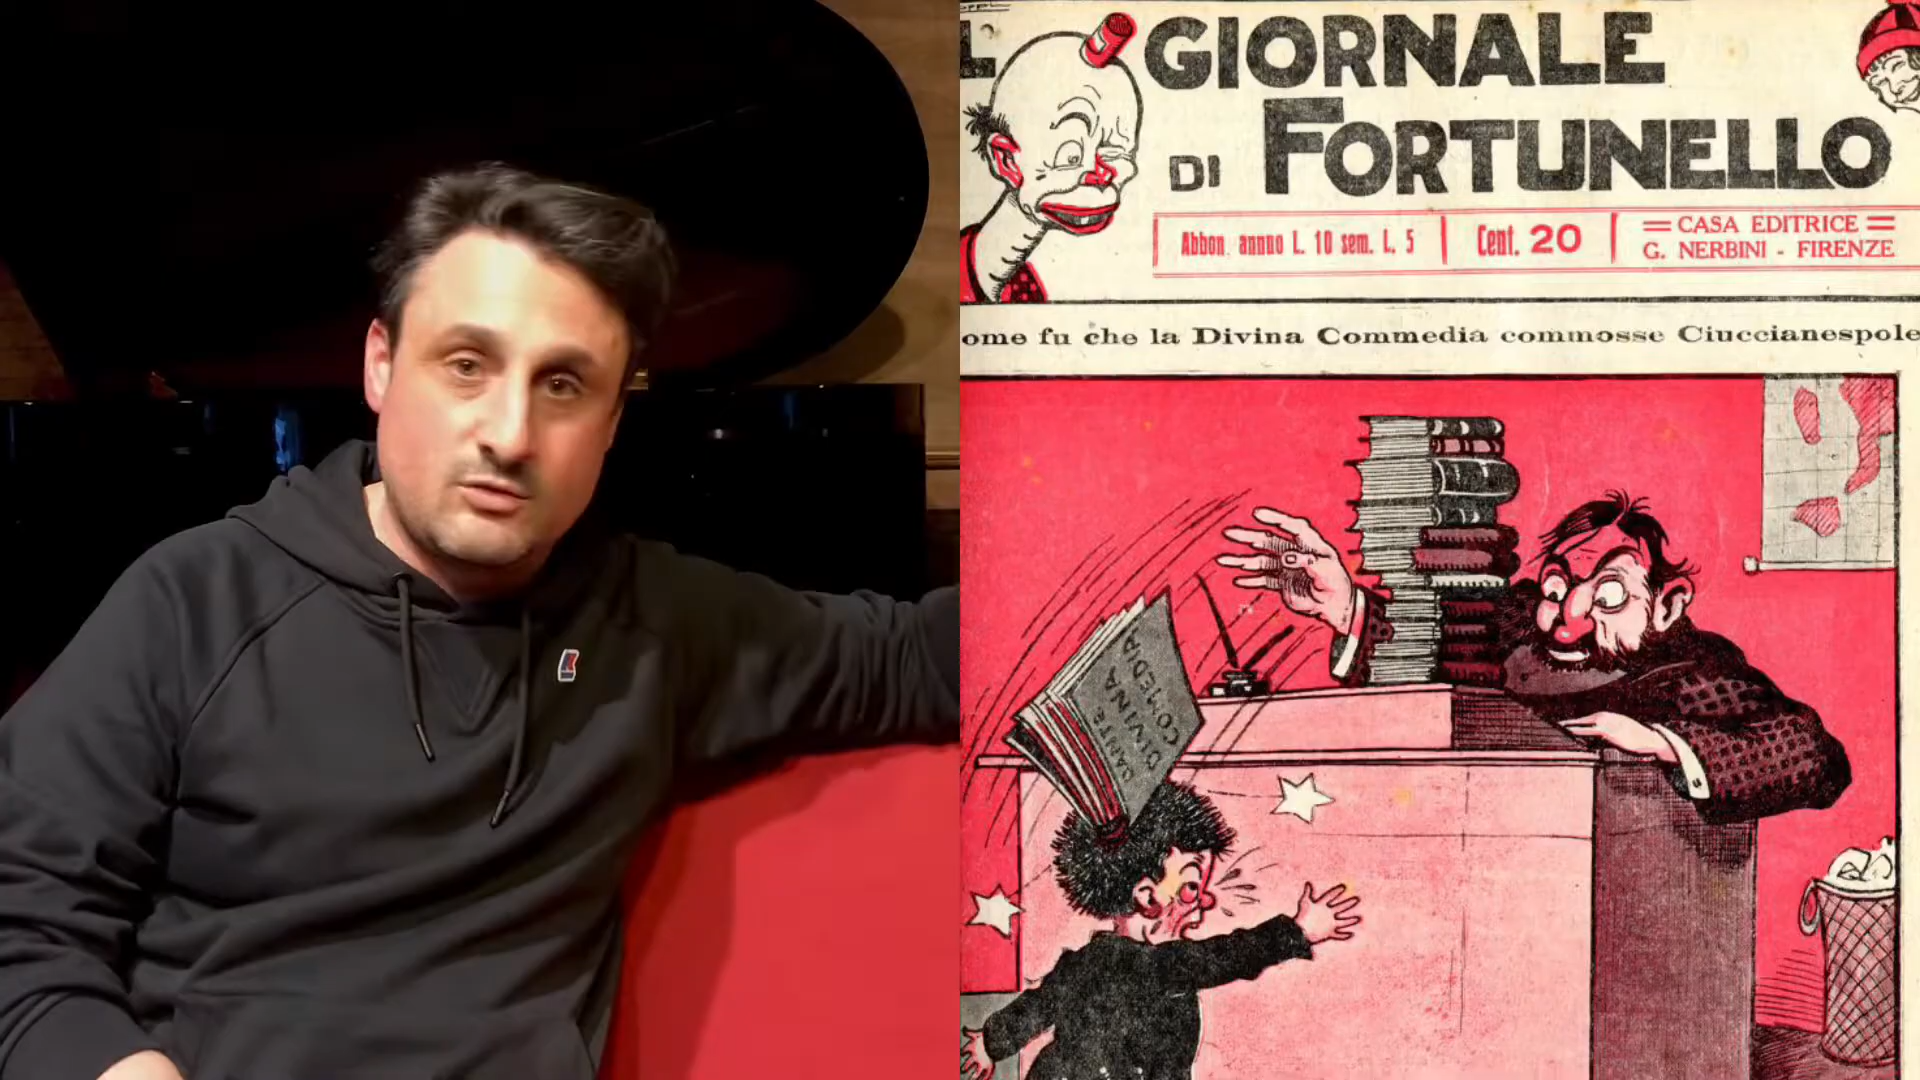 L GIORNALE
DI FORTUNELLO
Abbon. annuo L. 10 sem. L. 5
Cent. 20
CASA EDITRICE
G. NERBINI - FIRENZE
ome fu che la Divina Commedia commosse Ciuccianespole
DANTE
DIVINA
COMEDIA